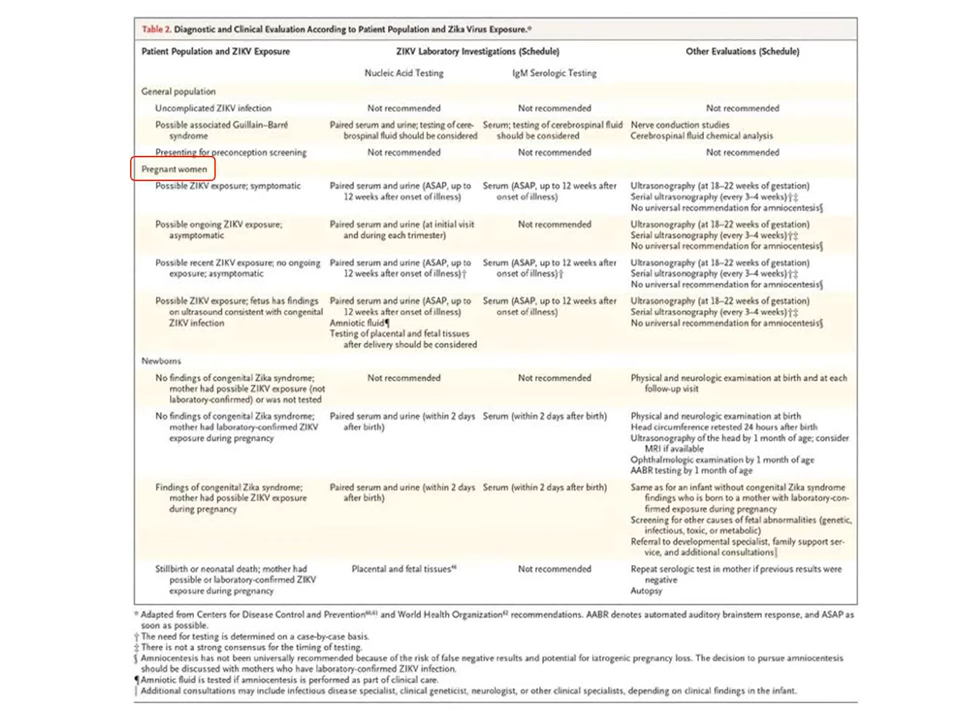 Table 2. Diagnostic and Clinical Evaluation According to Patient Population and Zika Virus Exposure.*
Patient Population and ZIKV Exposure
ZIKV Laboratory Investigations (Schedule)
Other Evaluations (Schedule)
Nucleic Acid Testing
IgM Serologic Testing
General population
Uncomplicated ZIKV infection
Not recommended
Not recommended
Not recommended
Possible associated Guillain–Barré
syndrome
Paired serum and urine; testing of cere-
brospinal fluid should be considered
Serum; testing of cerebrospinal fluid
should be considered
Nerve conduction studies
Cerebrospinal fluid chemical analysis
Presenting for preconception screening
Not recommended
Not recommended
Not recommended
Pregnant women
Possible ZIKV exposure; symptomatic
Paired serum and urine (ASAP, up to
12 weeks after onset of illness)
Serum (ASAP, up to 12 weeks after
onset of illness)
Ultrasonography (at 18–22 weeks of gestation)
Serial ultrasonography (every 3–4 weeks)†‡
No universal recommendation for amniocentesis§
Possible ongoing ZIKV exposure;
asymptomatic
Paired serum and urine (at initial visit
and during each trimester)
Not recommended
Ultrasonography (at 18–22 weeks of gestation)
Serial ultrasonography (every 3–4 weeks)†‡
No universal recommendation for amniocentesis§
Possible recent ZIKV exposure; no ongoing
exposure; asymptomatic
Paired serum and urine (ASAP, up to
12 weeks after onset of illness)†
Serum (ASAP, up to 12 weeks after
onset of illness)†
Ultrasonography (at 18–22 weeks of gestation)
Serial ultrasonography (every 3–4 weeks)†‡
No universal recommendation for amniocentesis§
Possible ZIKV exposure; fetus has findings
on ultrasound consistent with congenital
ZIKV infection
Paired serum and urine (ASAP, up to
12 weeks after onset of illness)
Amniotic fluid¶
Testing of placental and fetal tissues
after delivery should be considered
Serum (ASAP, up to 12 weeks after
onset of illness)
Ultrasonography (at 18–22 weeks of gestation)
Serial ultrasonography (every 3–4 weeks)†‡
No universal recommendation for amniocentesis§
Newborns
No findings of congenital Zika syndrome;
mother had possible ZIKV exposure (not
laboratory-confirmed) or was not tested
Not recommended
Not recommended
Physical and neurologic examination at birth and at each
follow-up visit
No findings of congenital Zika syndrome;
mother had laboratory-confirmed ZIKV
exposure during pregnancy
Paired serum and urine (within 2 days
after birth)
Serum (within 2 days after birth)
Physical and neurologic examination at birth
Head circumference retested 24 hours after birth
Ultrasonography of the head by 1 month of age; consider
MRI if available
Ophthalmologic examination by 1 month of age
AABR testing by 1 month of age
Findings of congenital Zika syndrome;
mother had possible ZIKV exposure
during pregnancy
Paired serum and urine (within 2 days
after birth)
Serum (within 2 days after birth)
Same as for an infant without congenital Zika syndrome
findings who is born to a mother with laboratory-con-
firmed exposure during pregnancy
Screening for other causes of fetal abnormalities (genetic,
infectious, toxic, or metabolic)
Referral to developmental specialist, family support ser-
vice, and additional consultations‖
Stillbirth or neonatal death; mother had
possible or laboratory-confirmed ZIKV
exposure during pregnancy
Placental and fetal tissues
Not recommended
Repeat serologic test in mother if previous results were
negative
Autopsy
* Adapted from Centers for Disease Control and Prevention and World Health Organization recommendations. AABR denotes automated auditory brainstem response, and ASAP as
soon as possible.
† The need for testing is determined on a case-by-case basis.
‡ There is not a strong consensus for the timing of testing.
§ Amniocentesis has not been universally recommended because of the risk of false negative results and potential for iatrogenic pregnancy loss. The decision to pursue amniocentesis
should be discussed with mothers who have laboratory-confirmed ZIKV infection.
¶ Amniotic fluid is tested if amniocentesis is performed as part of clinical care.
‖ Additional consultations may include infectious disease specialist, clinical geneticist, neurologist, or other clinical specialists, depending on clinical findings in the infant.